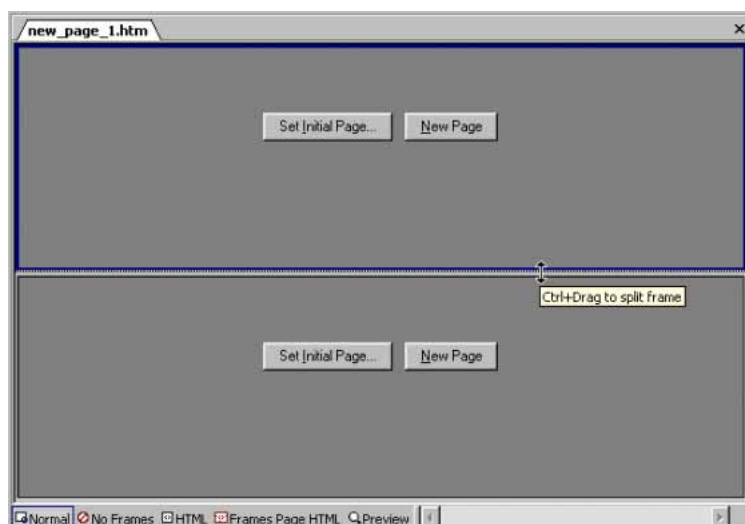 new_page_1.htm
Set Initial Page... New Page
Ctrl+Drag to split frame
Set Initial Page... New Page
Normal No Frames HTML Frames Page HTML Preview